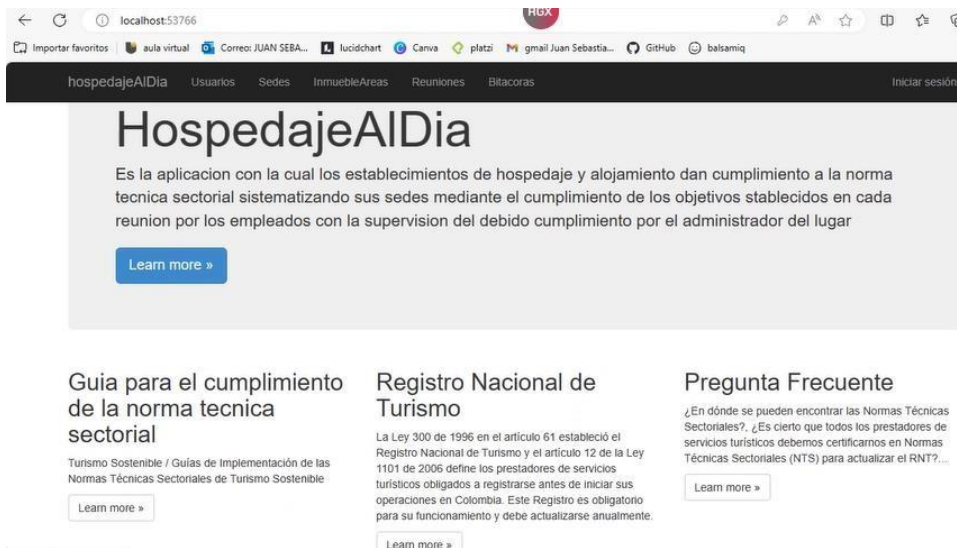 localhost:53766
HGX
Importar favoritos aula virtual Correo: JUAN SEBA... lucidchart Canva platzi gmail Juan Sebastia... GitHub balsamiq
hospedajeAlDia Usuarios Sedes InmuebleAreas Reuniones Bitacoras Iniciar sesión
HospedajeAlDia
Es la aplicacion con la cual los establecimientos de hospedaje y alojamiento dan cumplimiento a la norma
tecnica sectorial sistematizando sus sedes mediante el cumplimiento de los objetivos stablecidos en cada
reunion por los empleados con la supervision del debido cumplimiento por el administrador del lugar
Learn more »
Guia para el cumplimiento
de la norma tecnica
sectorial
Turismo Sostenible / Guías de Implementación de las
Normas Técnicas Sectoriales de Turismo Sostenible
Learn more »
Registro Nacional de
Turismo
La Ley 300 de 1996 en el artículo 61 estableció el
Registro Nacional de Turismo y el artículo 12 de la Ley
1101 de 2006 define los prestadores de servicios
turísticos obligados a registrarse antes de iniciar sus
operaciones en Colombia. Este Registro es obligatorio
para su funcionamiento y debe actualizarse anualmente.
Learn more »
Pregunta Frecuente
¿En dónde se pueden encontrar las Normas Técnicas
Sectoriales?, ¿Es cierto que todos los prestadores de
servicios turísticos debemos certificarnos en Normas
Técnicas Sectoriales (NTS) para actualizar el RNT?...
Learn more »